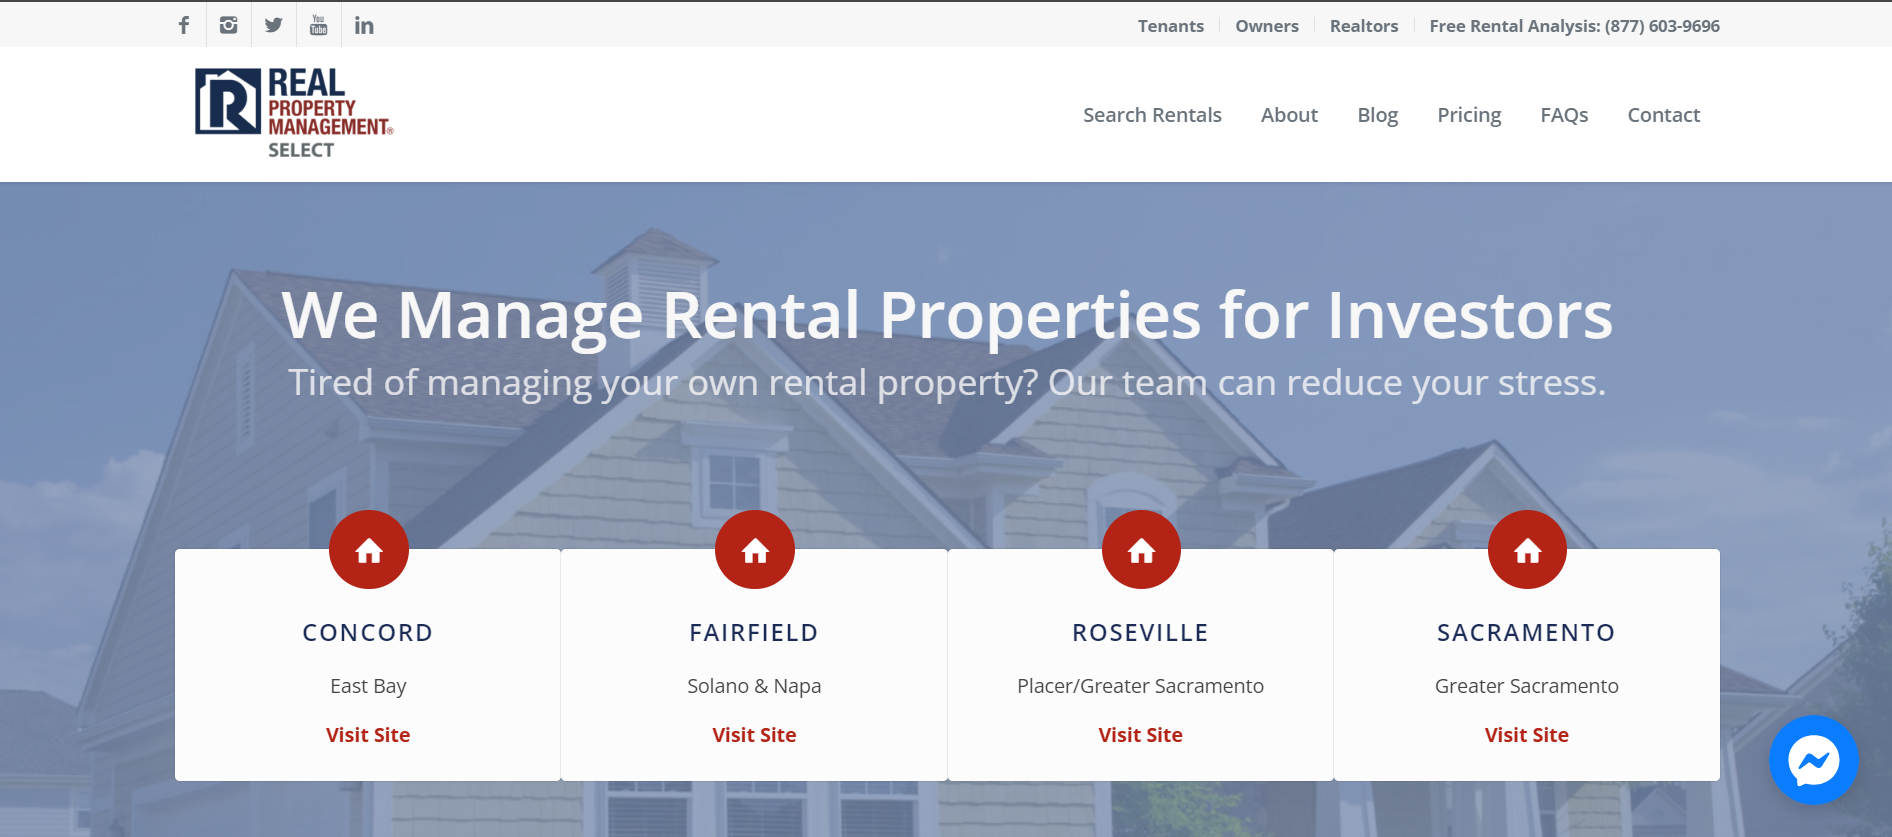 Tenants
Owners
Realtors
Free Rental Analysis: (877) 603-9696
You
Tube
R REAL
PROPERTY
MANAGEMENT®
SELECT
Search Rentals
About
Blog
Pricing
FAQs
Contact
We Manage Rental Properties for Investors
Tired of managing your own rental property? Our team can reduce your stress.
CONCORD
East Bay
Visit Site
FAIRFIELD
Solano & Napa
Visit Site
ROSEVILLE
Placer/Greater Sacramento
Visit Site
SACRAMENTO
Greater Sacramento
Visit Site